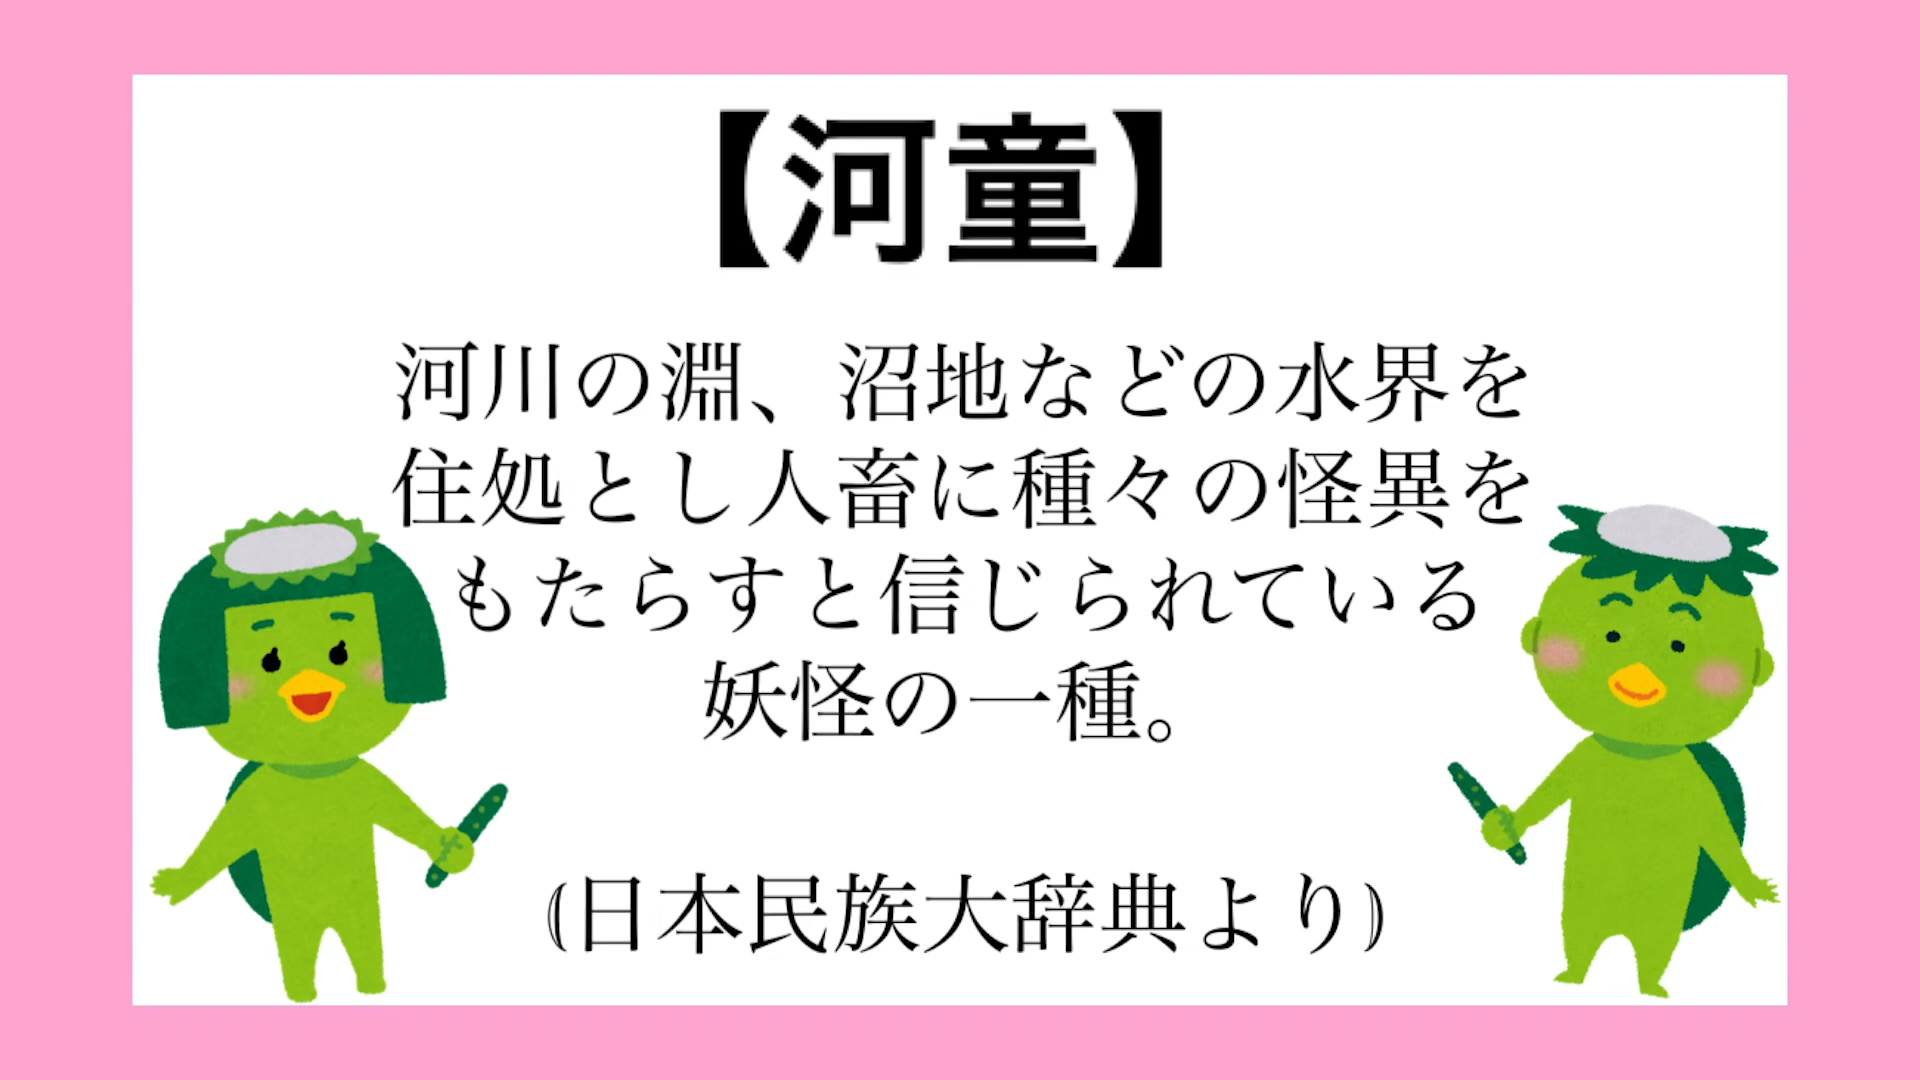 【河童】
河川の淵、沼地などの水界を
住処とし人畜に種々の怪異を
もたらすと信じられている
妖怪の一種。
(日本民族大辞典より)